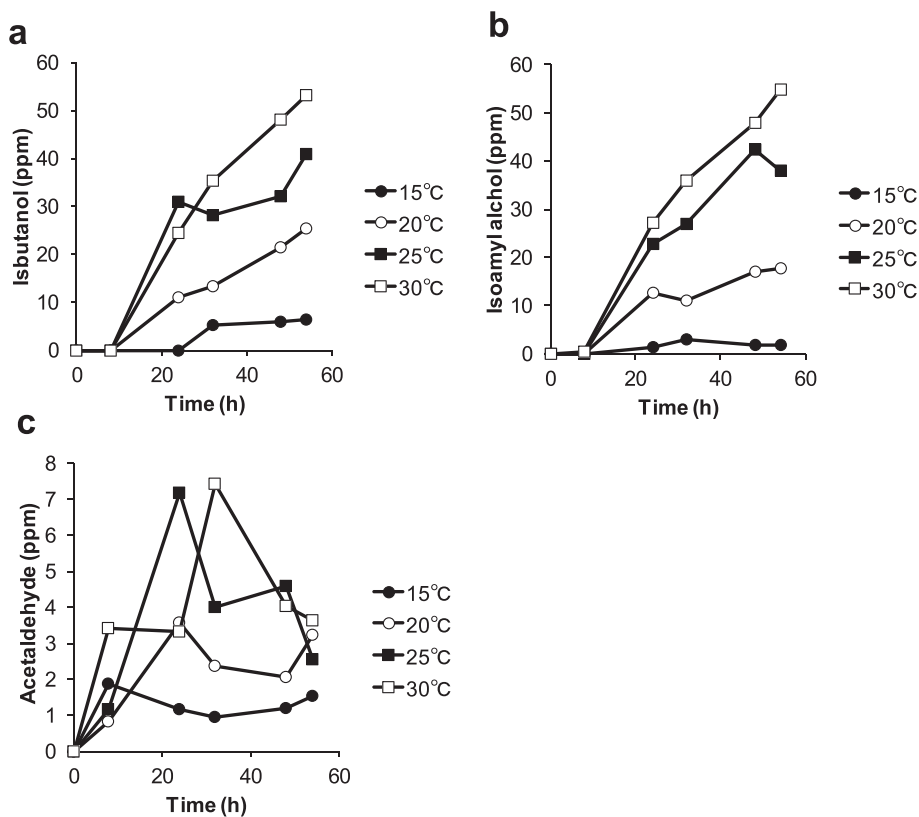 a
60
50
40
30
20
10
0
Isbutanol (ppm)
0 20 40 60
Time (h)
15°C
20°C
25°C
30°C
b
60
50
40
30
20
10
0
Isoamyl alchol (ppm)
0 20 40 60
Time (h)
15°C
20°C
25°C
30°C
c
8
7
6
5
4
3
2
1
0
Acetaldehyde (ppm)
0 20 40 60
Time (h)
15°C
20°C
25°C
30°C